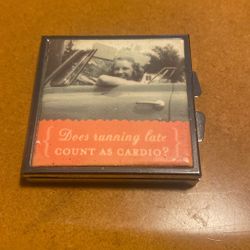 Does running late
COUNT AS CARDIO?